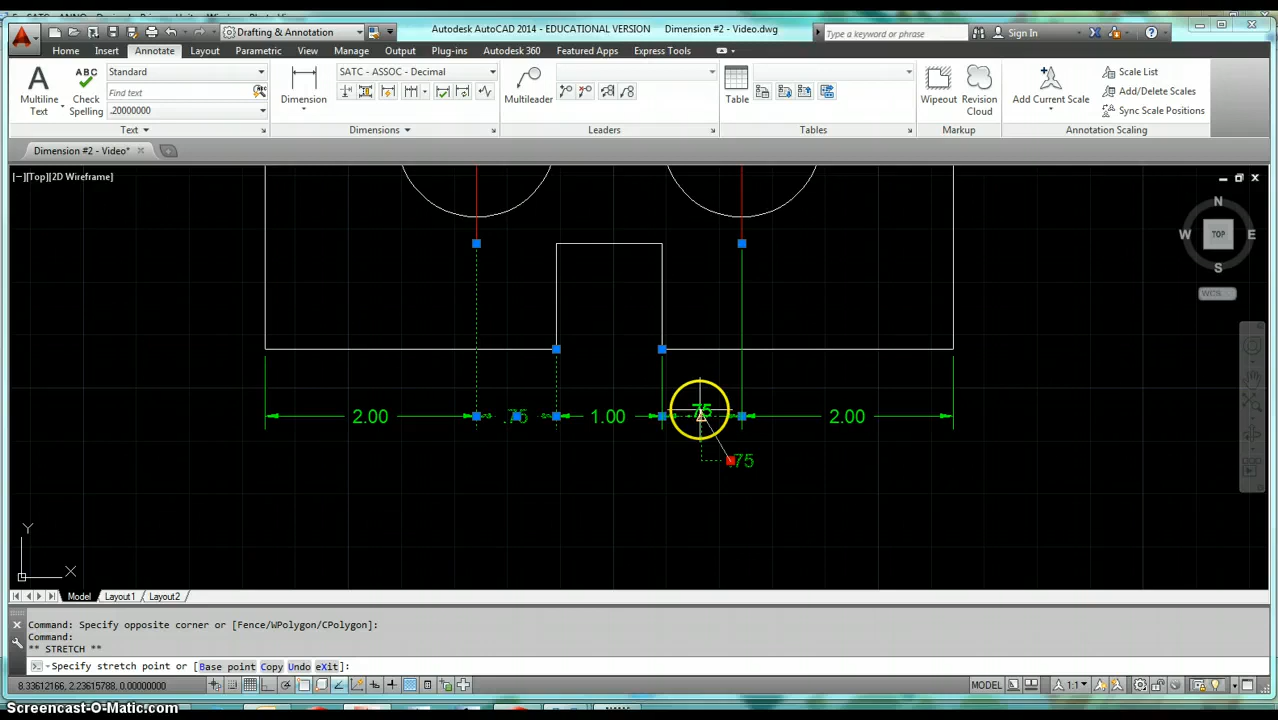 Drafting & Annotation
Autodesk AutoCAD 2014 - EDUCATIONAL VERSION Dimension #2 - Video.dwg
Type a keyword or phrase
Sign In
Home Insert Annotate Layout Parametric View Manage Output Plug-ins Autodesk 360 Featured Apps Express Tools
Multiline Text
ABC
Check Spelling
Standard
Find text
.20000000
Text
Dimension
SATC - ASSOC - Decimal
Dimensions
Multileader
Leaders
Table
Tables
Wipeout
Revision Cloud
Markup
Add Current Scale
Scale List
Add/Delete Scales
Sync Scale Positions
Annotation Scaling
Dimension #2 - Video*
[−][Top][2D Wireframe]
N
W TOP E
S
WCS
2.00 .75 1.00 .75 2.00
.75
Y
X
Model Layout1 Layout2
Command: Specify opposite corner or [Fence/WPolygon/CPolygon]:
Command:
** STRETCH **
Specify stretch point or [Base point Copy Undo eXit]:
8.33612166, 2.23615788, 0.00000000
MODEL
1:1
Screencast-O-Matic.com